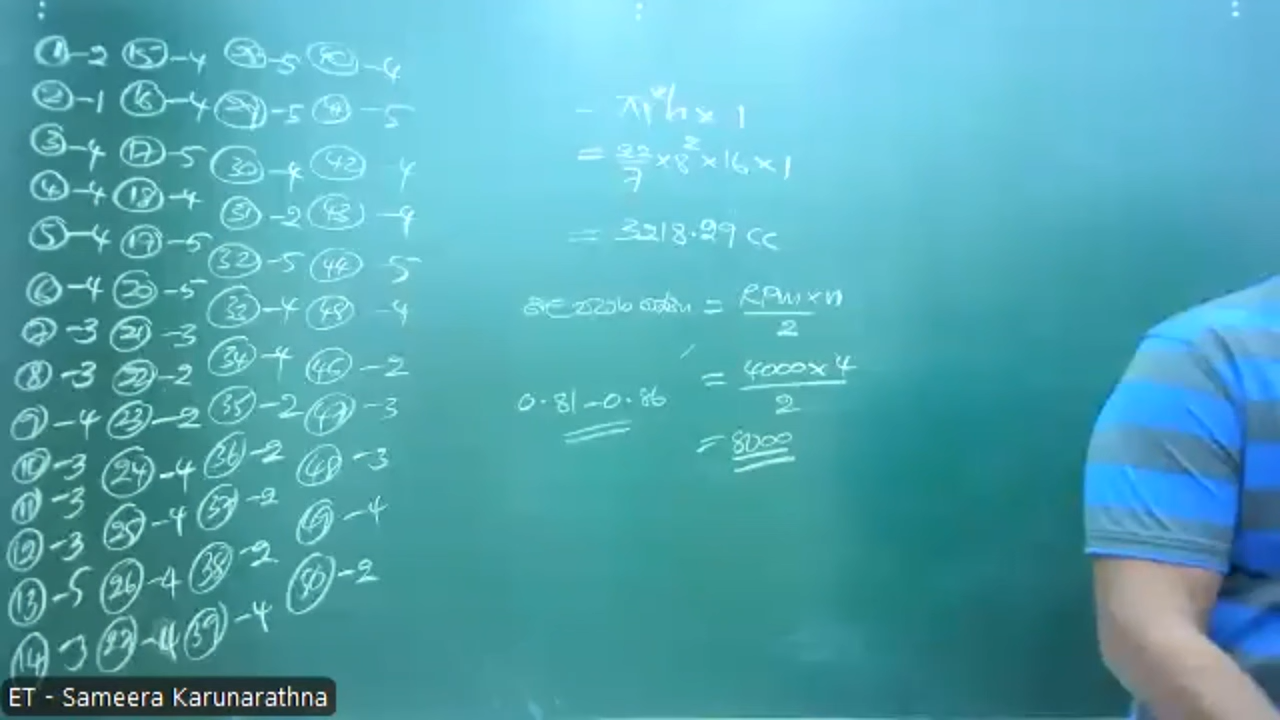 ① - 2 ⑮ - 4 ㉘ - 5 ㊵ - 4
② - 1 ⑯ - 4 ㉙ - 5 ㊶ - 5
③ - 4 ⑰ - 5 ㉚ - 4 ㊷ 4
④ - 4 ⑱ - 4 ㉛ - 2 ㊸ - 4
⑤ - 4 ⑲ - 5 ㉜ - 5 ㊹ 5
⑥ - 4 ⑳ - 5 ㉝ - 4 ㊺ - 4
⑦ - 3 ㉑ - 3 ㉞ - 4 ㊻ - 2
⑧ - 3 ㉒ - 2 ㉟ - 2 ㊼ - 3
⑨ - 4 ㉓ - 2 ㊱ - 2 ㊽ - 3
⑩ - 3 ㉔ - 4 ㊲ - 2 ㊾ - 4
⑪ - 3 ㉕ - 4 ㊳ - 2 ㊿ - 2
⑫ - 3 ㉖ - 4 ㊴ - 4
⑬ - 5 ㉗ - 4
⑭ - 3
- πr²h × 1
= 22/7 × 8² × 16 × 1
= 3218.29 cc
= RPM × n / 2
= 4000 × 4 / 2
0.81 - 0.86
= 8000
ET - Sameera Karunarathna